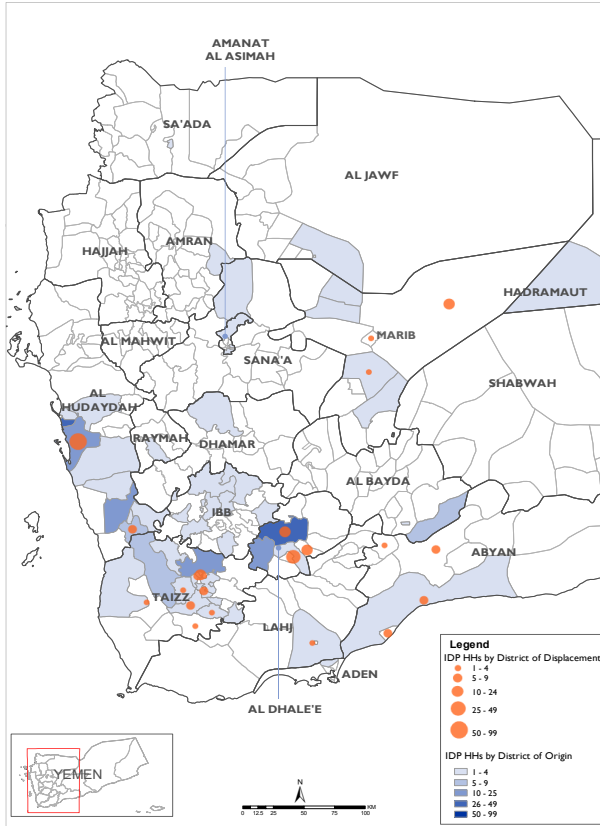 AMANAT
AL ASIMAH
SA'ADA
AL JAWF
HAJJAH
AMRAN
HADRAMAUT
MARIB
AL MAHWIT
SANA'A
SHABWAH
AL
HUDAYDAH
RAYMAH
DHAMAR
AL BAYDA
IBB
ABYAN
TAIZZ
LAHJ
ADEN
AL DHALE'E
Legend
IDP HHs by District of Displacement
1 - 4
5 - 9
10 - 24
25 - 49
50 - 99
IDP HHs by District of Origin
1 - 4
5 - 9
10 - 25
26 - 49
50 - 99
YEMEN
N
0 12.5 25 50 75 100
KM